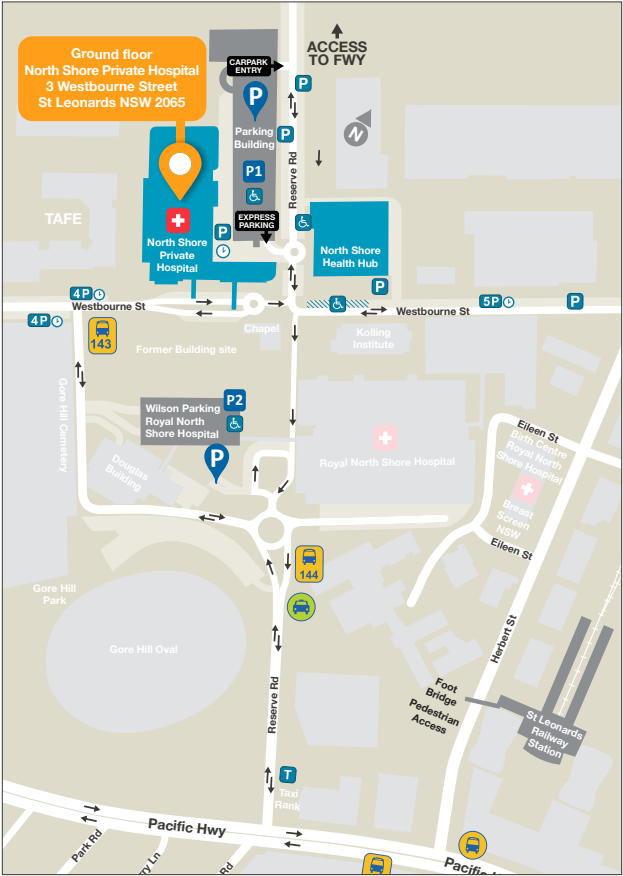 ACCESS
TO FWY
Ground floor
North Shore Private Hospital
3 Westbourne Street
St Leonards NSW 2065
CARPARK
ENTRY
P
P
Parking
Building
P
P1
Reserve Rd
N
TAFE
EXPRESS
PARKING
P
North Shore
Private
Hospital
North Shore
Health Hub
P
4P
Westbourne St
4P
143
Westbourne St
5P
P
Chapel
Kolling
Institute
Former Building site
Gore Hill Cemetery
P2
Wilson Parking
Royal North
Shore Hospital
P
Douglas
Building
Royal North Shore Hospital
Eileen St
Birth Centre
Royal North
Shore Hospital
Breast
Screen
NSW
Eileen St
144
Gore Hill
Park
Gore Hill Oval
Herbert St
Reserve Rd
Foot
Bridge
Pedestrian
Access
St Leonards
Railway
Station
T
Taxi
Rank
Pacific Hwy
Park Rd
ry Ln
Rd
Pacific